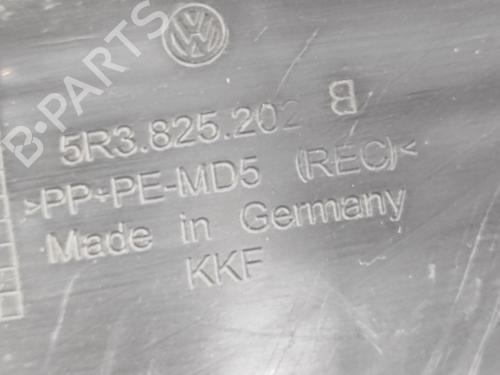 B-PARTS
5R3.825.202 B
>PP+PE-MD5 (REC)<
Made in Germany
KKF